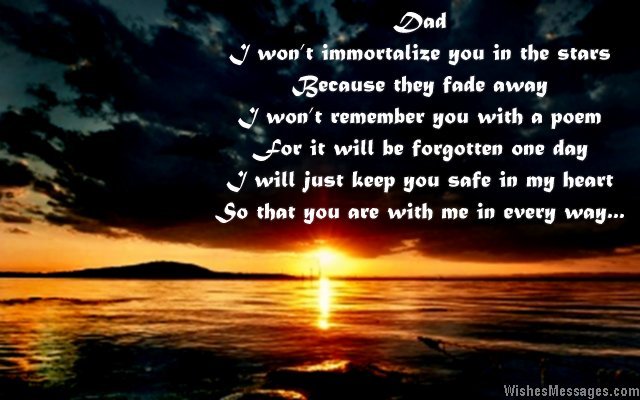 Dad
I won't immortalize you in the stars
Because they fade away
I won't remember you with a poem
For it will be forgotten one day
I will just keep you safe in my heart
So that you are with me in every way...
WishesMessages.com